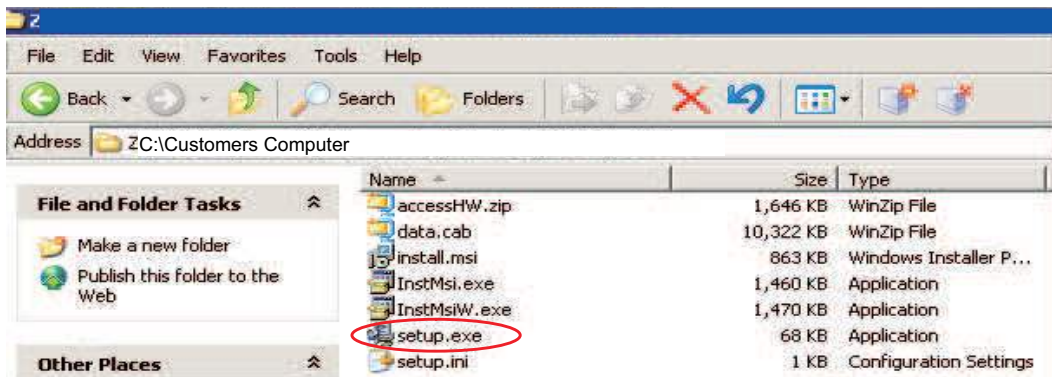 Z
File Edit View Favorites Tools Help
Back Search Folders
Address ZC:\Customers Computer
Name Size Type
File and Folder Tasks
Make a new folder
Publish this folder to the
Web
Other Places
accessHW.zip 1,646 KB WinZip File
data.cab 10,322 KB WinZip File
install.msi 863 KB Windows Installer P...
InstMsi.exe 1,460 KB Application
InstMsiW.exe 1,470 KB Application
setup.exe 68 KB Application
setup.ini 1 KB Configuration Settings